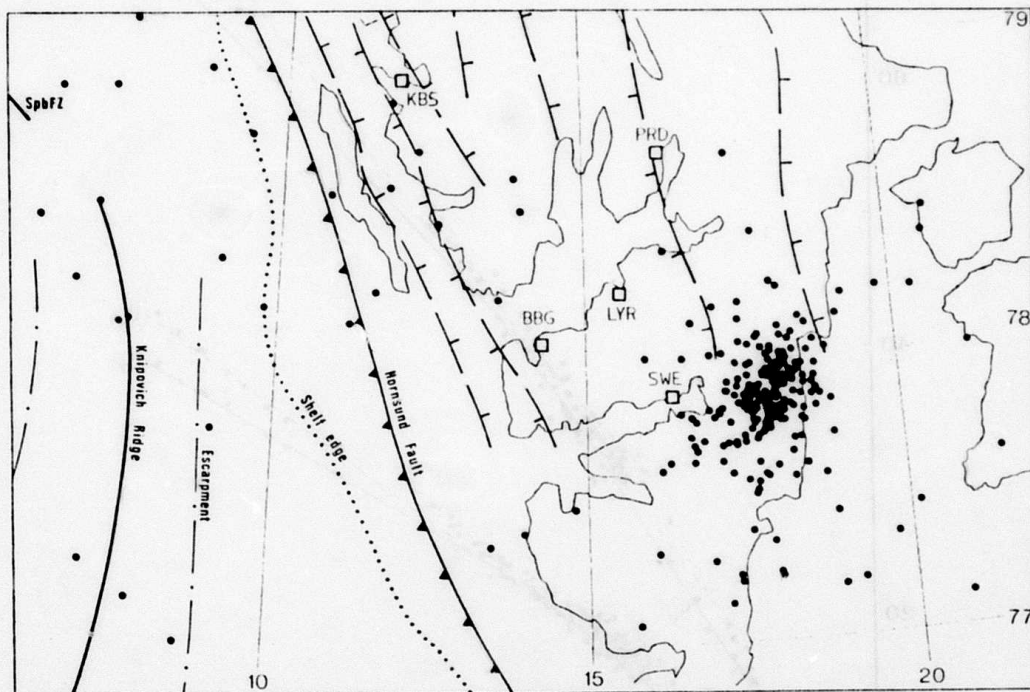 79
SpbFZ
KBS
PRD
LYR
BBG
78
SWE
Knipovich Ridge
Hornsund Fault
Shelf edge
Escarpment
77
10
15
20